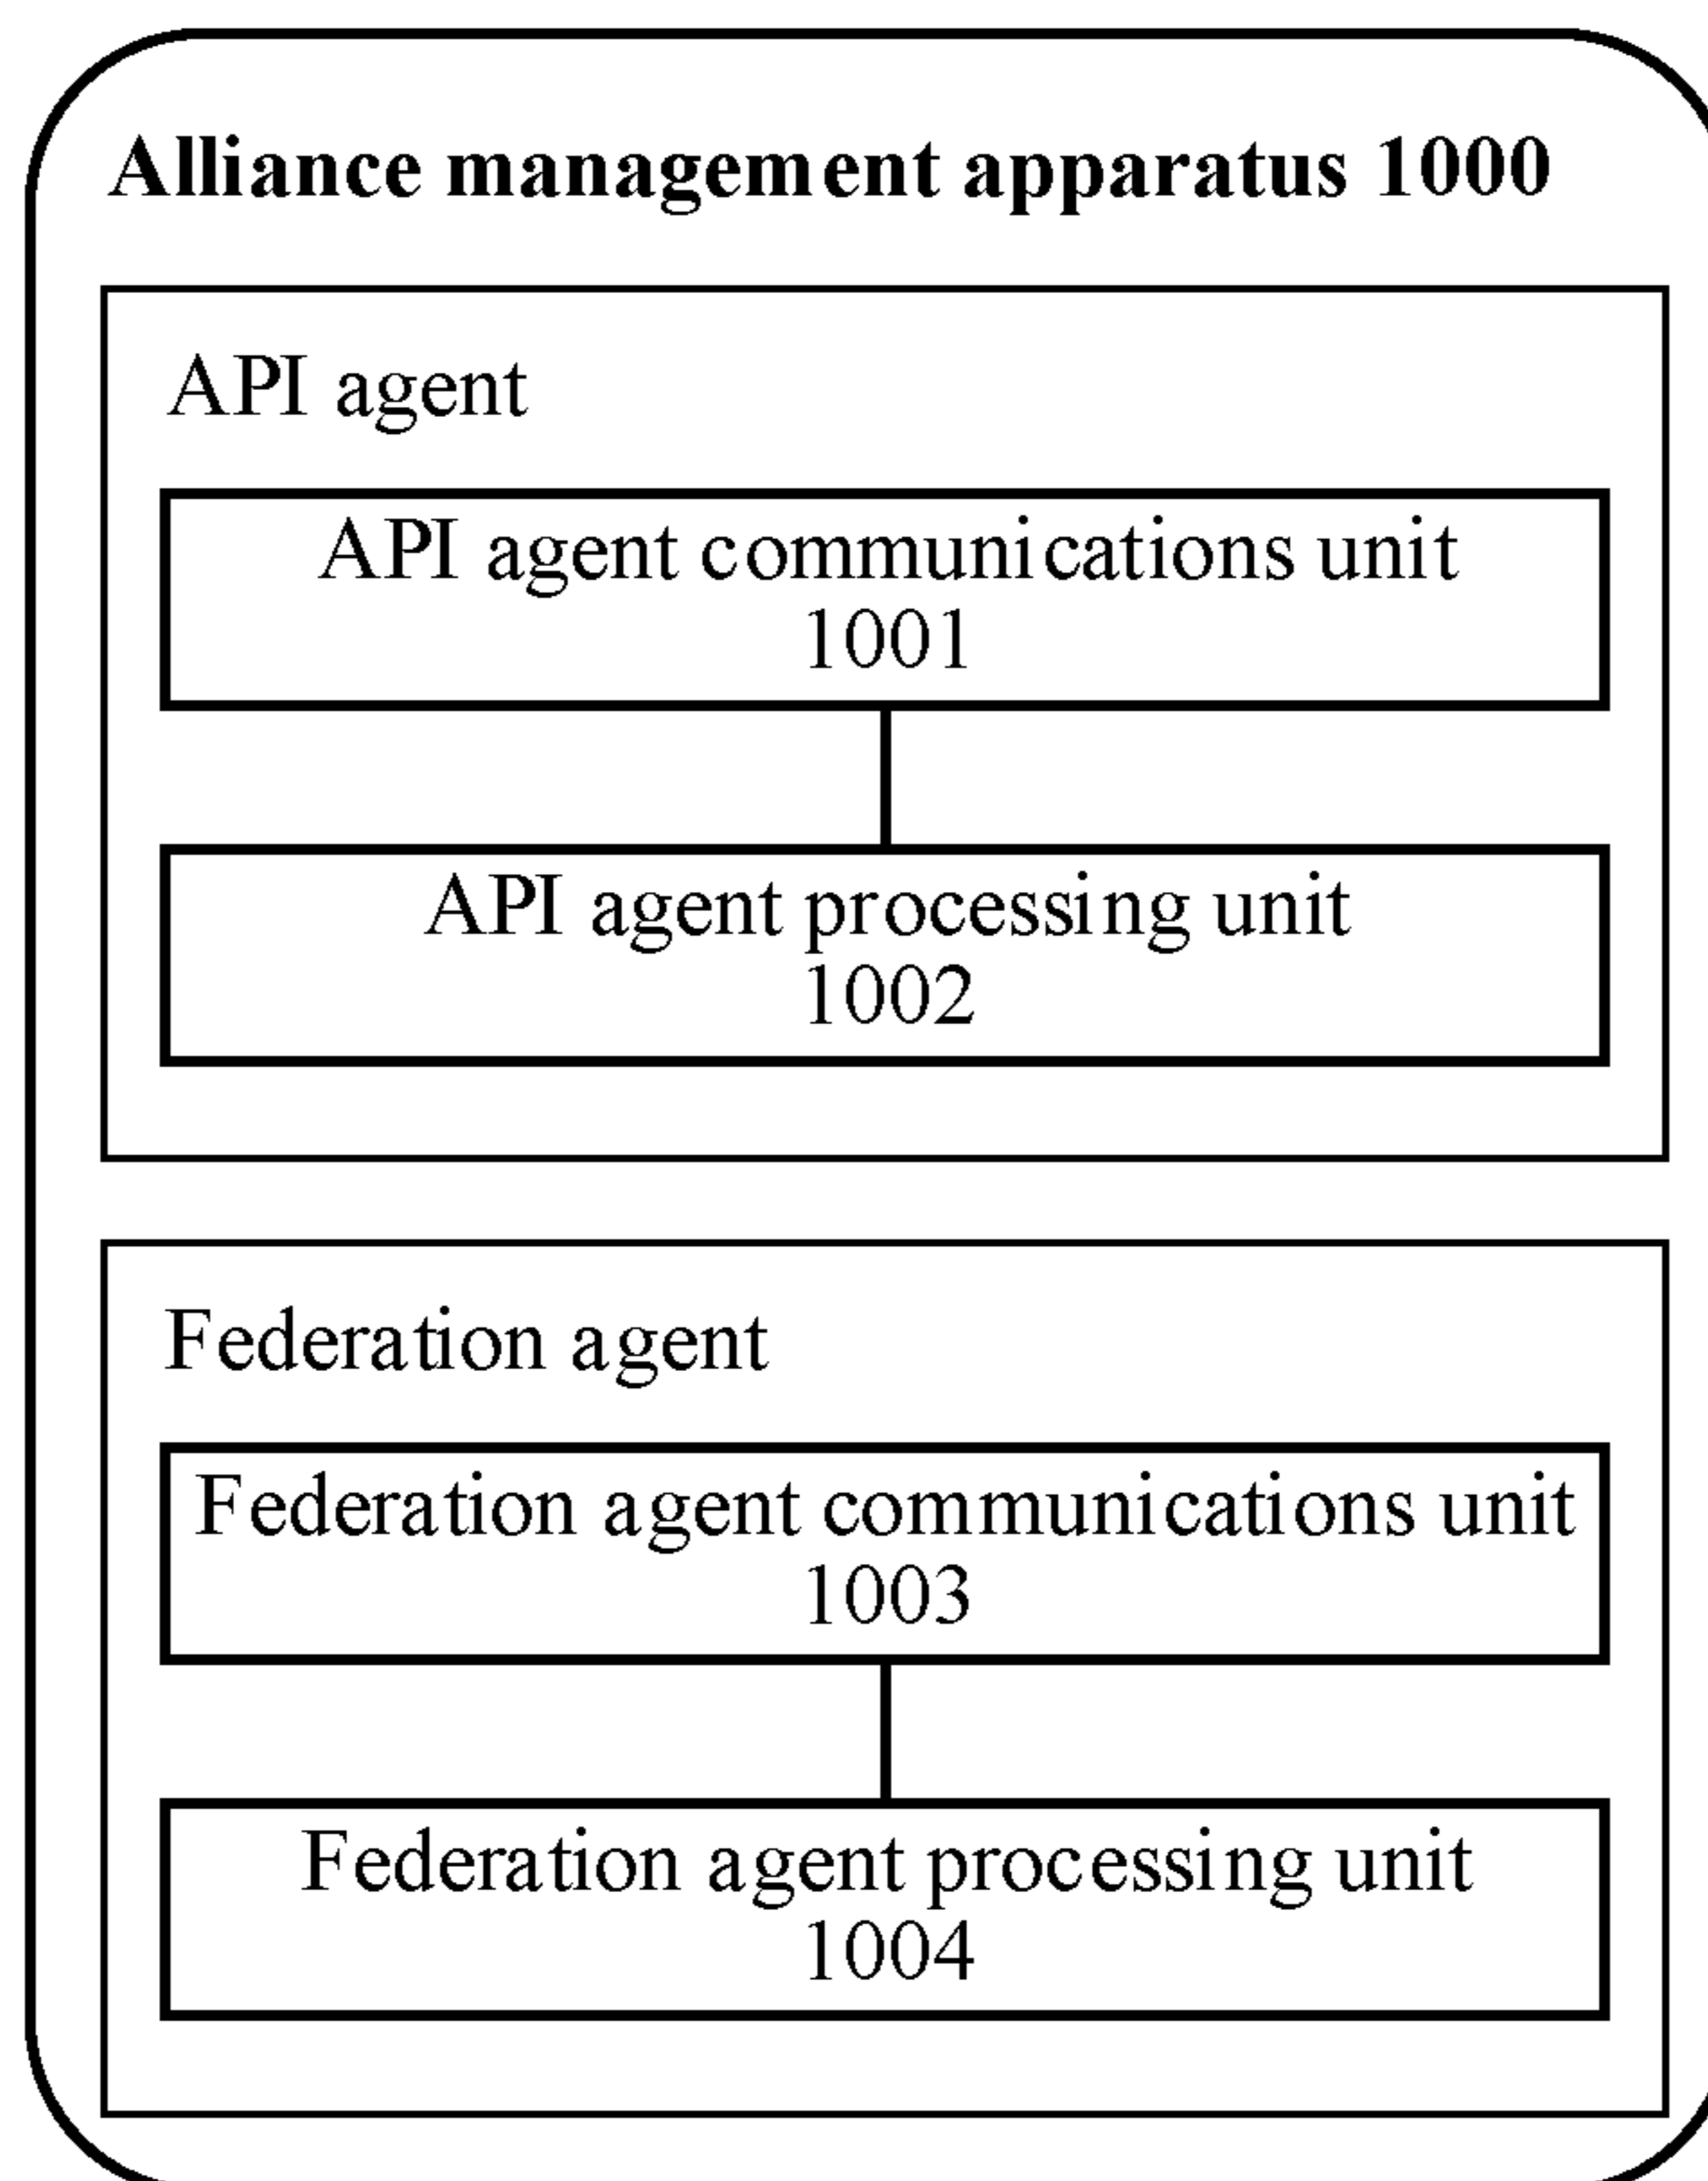 Alliance management apparatus 1000
API agent
API agent communications unit
1001
API agent processing unit
1002
Federation agent
Federation agent communications unit
1003
Federation agent processing unit
1004